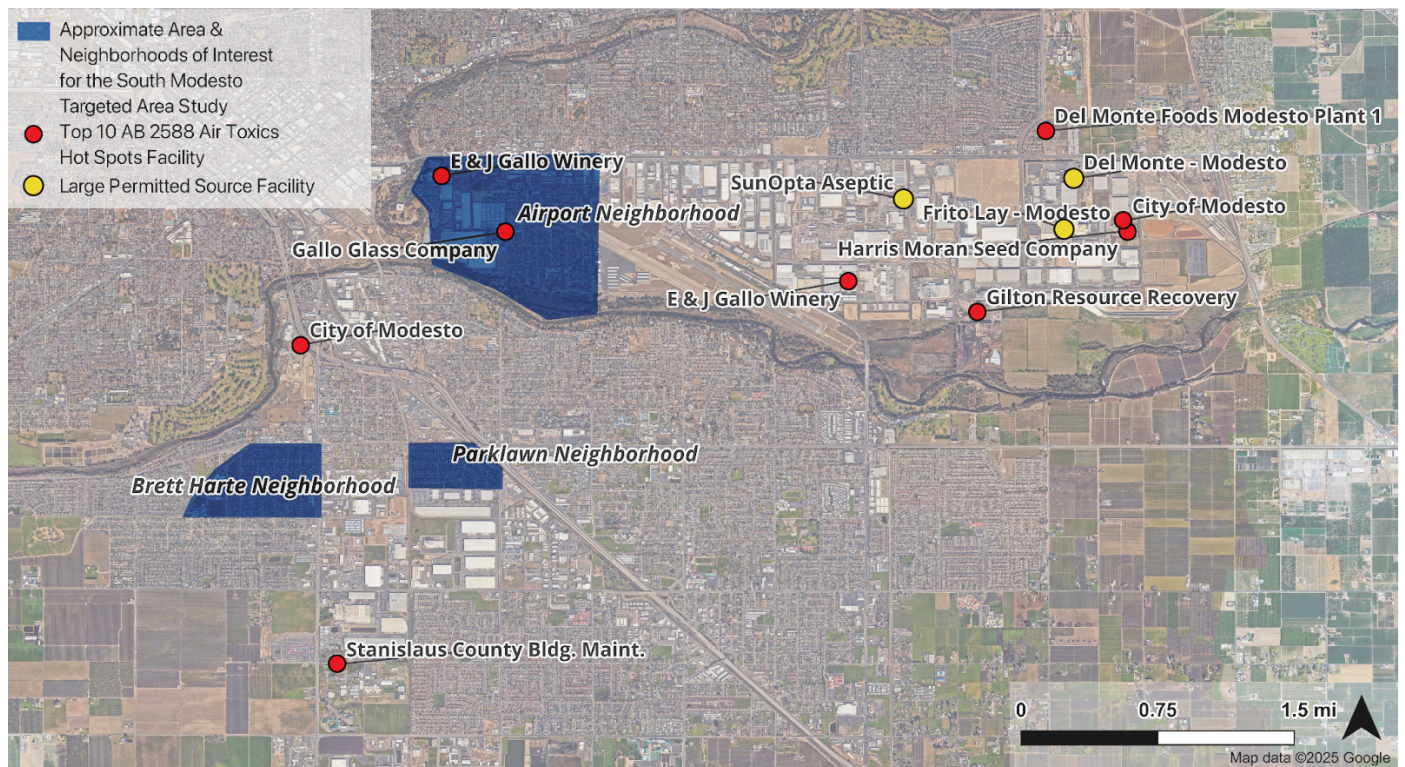 Approximate Area &
Neighborhoods of Interest
for the South Modesto
Targeted Area Study
Top 10 AB 2588 Air Toxics
Hot Spots Facility
Large Permitted Source Facility
Del Monte Foods Modesto Plant 1
E & J Gallo Winery
Del Monte - Modesto
SunOpta Aseptic
Airport Neighborhood
Frito Lay - Modesto
City of Modesto
Gallo Glass Company
Harris Moran Seed Company
E & J Gallo Winery
Gilton Resource Recovery
City of Modesto
Parklawn Neighborhood
Brett Harte Neighborhood
Stanislaus County Bldg. Maint.
0 0.75 1.5 mi
Map data ©2025 Google